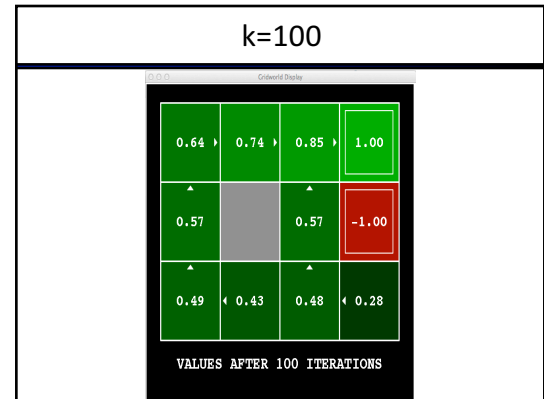 k=100
Gridworld Display
0.64 0.74 0.85 1.00
0.57 0.57 -1.00
0.49 0.43 0.48 0.28
VALUES AFTER 100 ITERATIONS